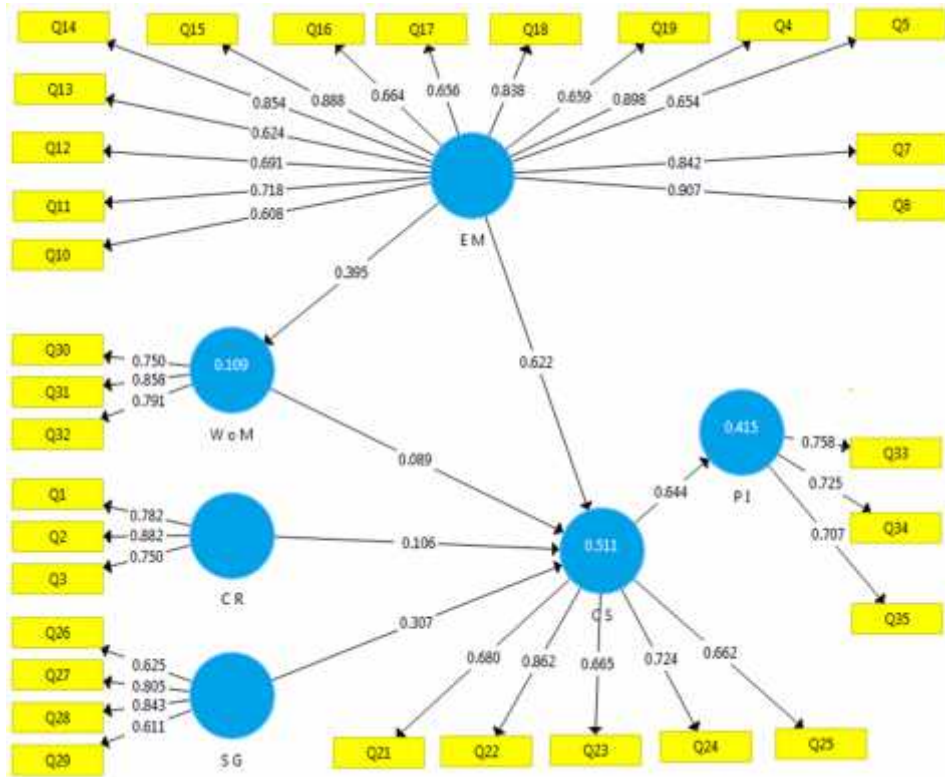 Q14
Q15
Q16
Q17
Q18
Q19
Q4
Q5
Q13
Q12
Q11
Q10
Q7
Q8
0.854
0.888
0.664
0.656
0.838
0.659
0.898
0.654
0.624
0.691
0.718
0.608
0.842
0.907
E M
0.395
0.622
Q30
Q31
Q32
0.750
0.858
0.791
0.109
W o M
0.089
Q1
Q2
Q3
0.782
0.882
0.750
C R
0.106
Q26
Q27
Q28
Q29
0.625
0.805
0.843
0.611
S G
0.307
0.511
C S
0.644
0.415
P I
0.758
0.725
0.707
Q33
Q34
Q35
0.680
0.862
0.665
0.724
0.662
Q21
Q22
Q23
Q24
Q25